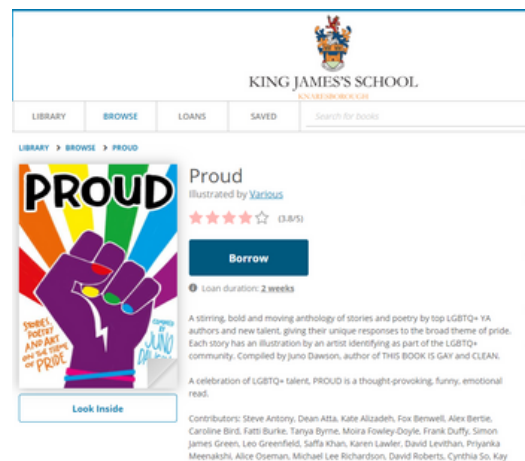 KING JAMES'S SCHOOL
KNARESBOROUGH
LIBRARY
BROWSE
LOANS
SAVED
Search for books
LIBRARY > BROWSE > PROUD
PROUD
STORIES,
POETRY
AND ART
ON THE THEME
OF PRIDE
COMPILED
BY
JUNO
Look Inside
Proud
Illustrated by Various
(3.8/5)
Borrow
Loan duration: 2 weeks
A stirring, bold and moving anthology of stories and poetry by top LGBTQ+ YA
authors and new talent, giving their unique responses to the broad theme of pride.
Each story has an illustration by an artist identifying as part of the LGBTQ+
community. Compiled by Juno Dawson, author of THIS BOOK IS GAY and CLEAN.
A celebration of LGBTQ+ talent, PROUD is a thought-provoking, funny, emotional
read.
Contributors: Steve Antony, Dean Atta, Kate Alizadeh, Fox Benwell, Alex Bertie,
Caroline Bird, Fatti Burke, Tanya Byrne, Moïra Fowley-Doyle, Frank Duffy, Simon
James Green, Leo Greenfield, Saffa Khan, Karen Lawler, David Levithan, Priyanka
Meenakshi, Alice Oseman, Michael Lee Richardson, David Roberts, Cynthia So, Kay